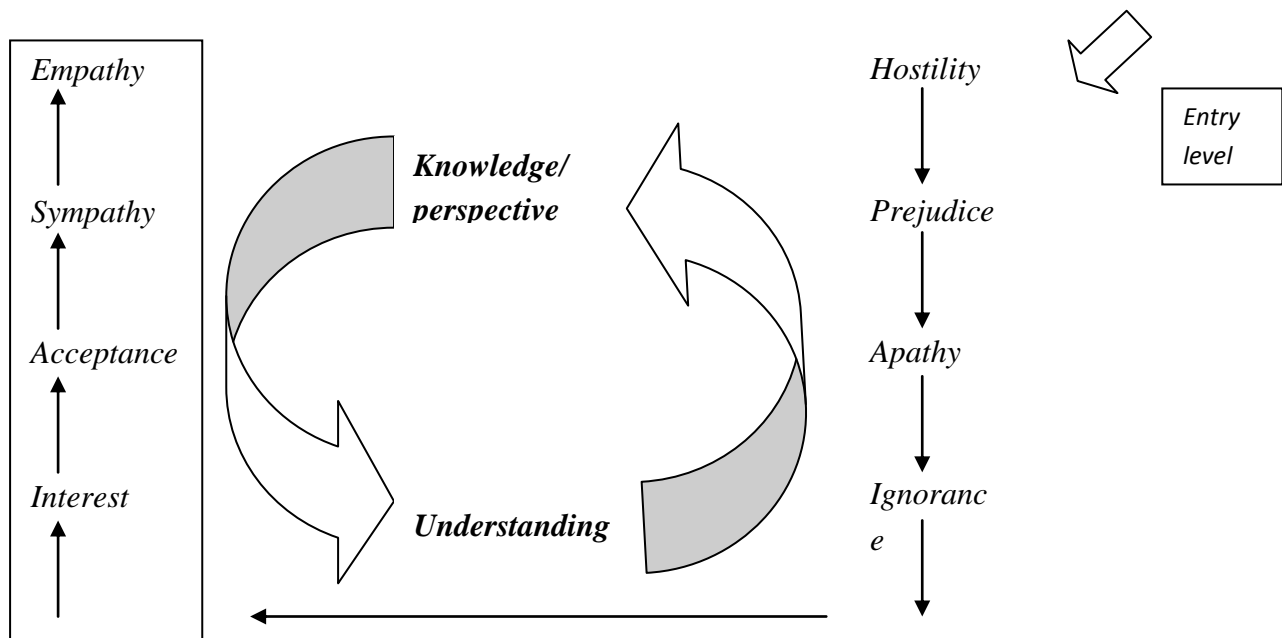 Empathy
Sympathy
Acceptance
Interest
Knowledge/
perspective
Understanding
Hostility
Prejudice
Apathy
Ignoranc
e
Entry
level